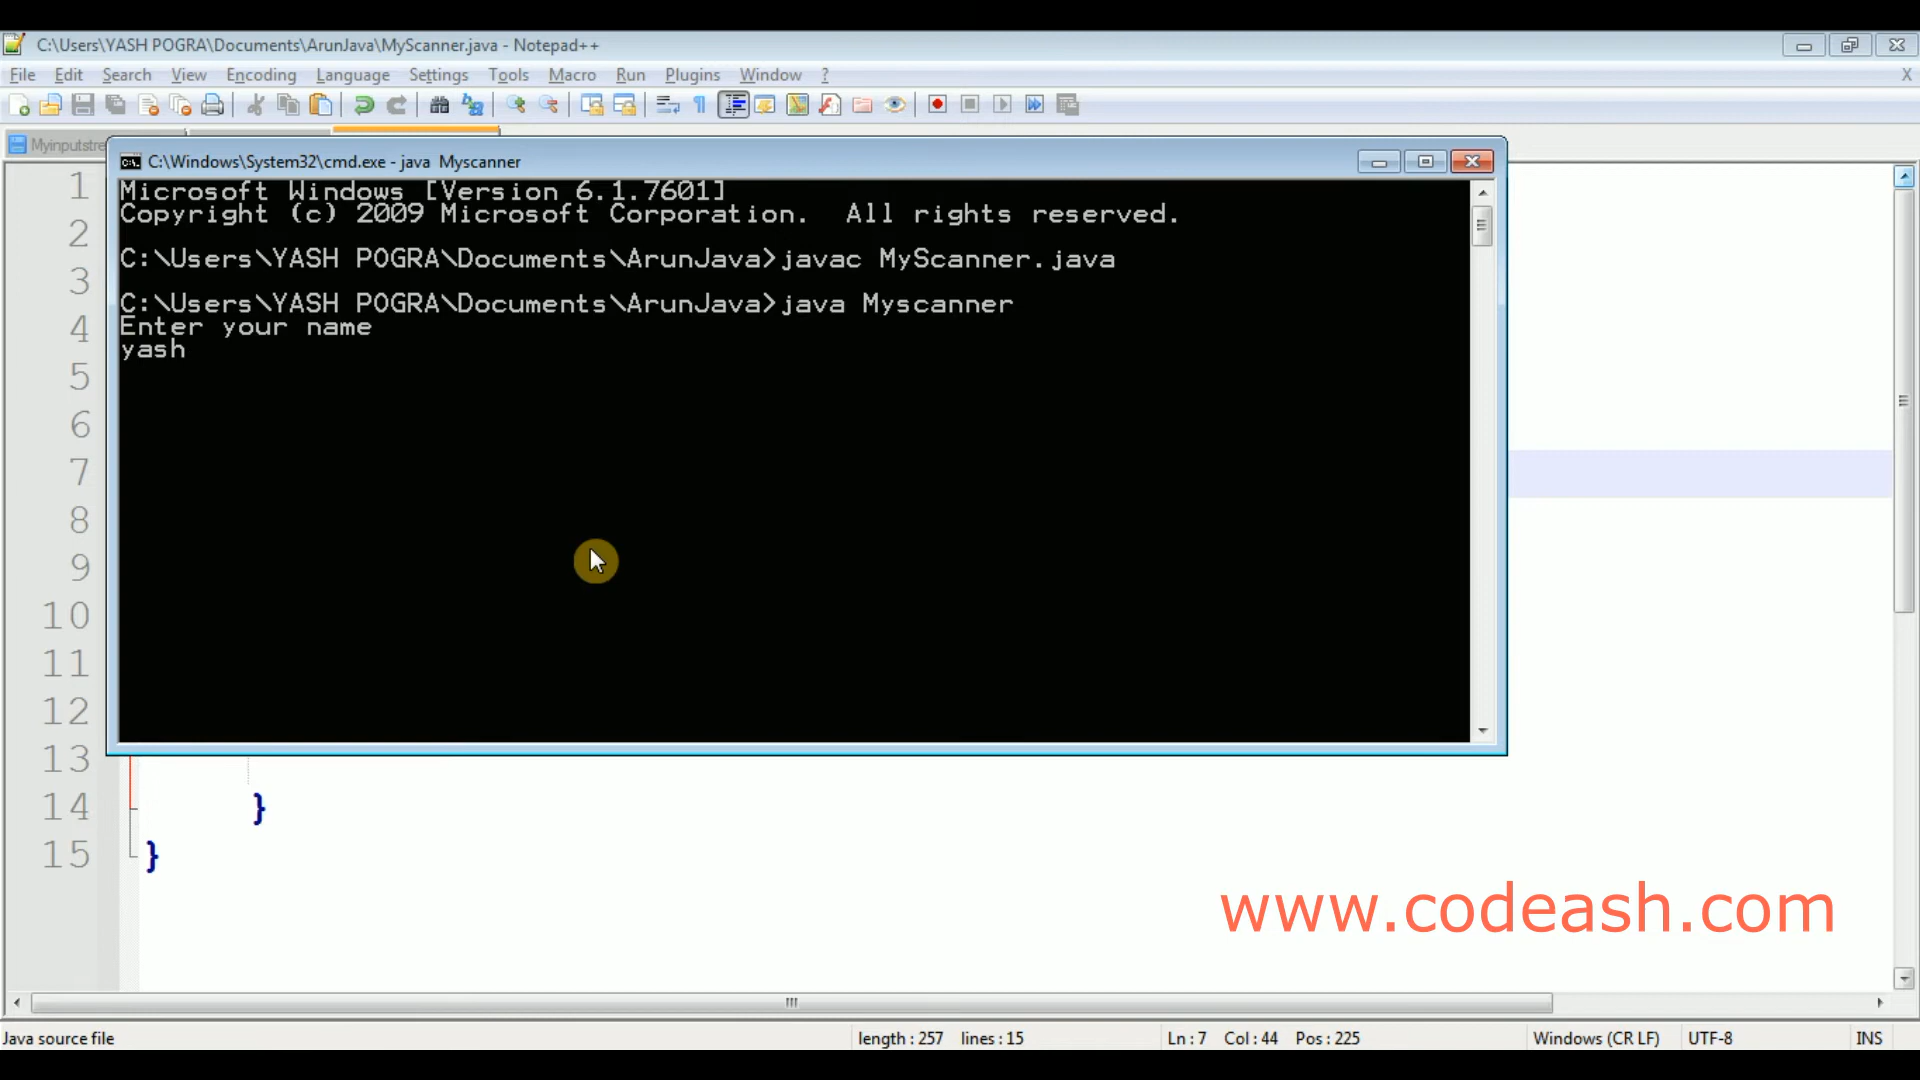 C:\Users\YASH POGRA\Documents\ArunJava\MyScanner.java - Notepad++
File Edit Search View Encoding Language Settings Tools Macro Run Plugins Window ? X
Myinputstre
C:\Windows\System32\cmd.exe - java  Myscanner
Microsoft Windows [Version 6.1.7601]
Copyright (c) 2009 Microsoft Corporation.  All rights reserved.
C:\Users\YASH POGRA\Documents\ArunJava>javac MyScanner.java
C:\Users\YASH POGRA\Documents\ArunJava>java Myscanner
Enter your name
yash
1
2
3
4
5
6
7
8
9
10
11
12
13
14 }
15 }
www.codeash.com
Java source file length : 257 lines : 15 Ln : 7 Col : 44 Pos : 225 Windows (CR LF) UTF-8 INS